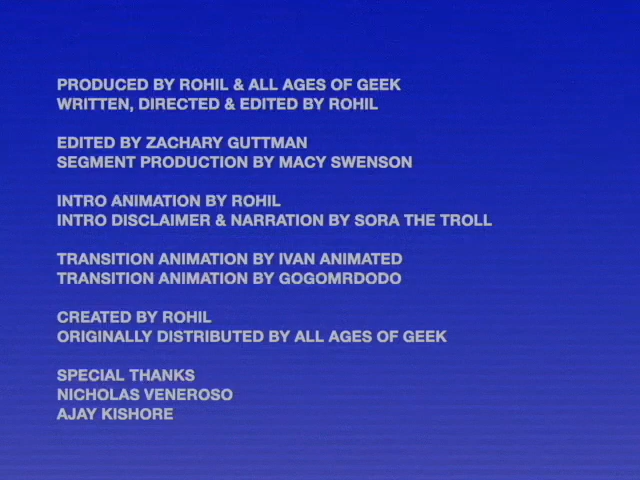 PRODUCED BY ROHIL & ALL AGES OF GEEK
WRITTEN, DIRECTED & EDITED BY ROHIL
EDITED BY ZACHARY GUTTMAN
SEGMENT PRODUCTION BY MACY SWENSON
INTRO ANIMATION BY ROHIL
INTRO DISCLAIMER & NARRATION BY SORA THE TROLL
TRANSITION ANIMATION BY IVAN ANIMATED
TRANSITION ANIMATION BY GOGOMRDODO
CREATED BY ROHIL
ORIGINALLY DISTRIBUTED BY ALL AGES OF GEEK
SPECIAL THANKS
NICHOLAS VENEROSO
AJAY KISHORE